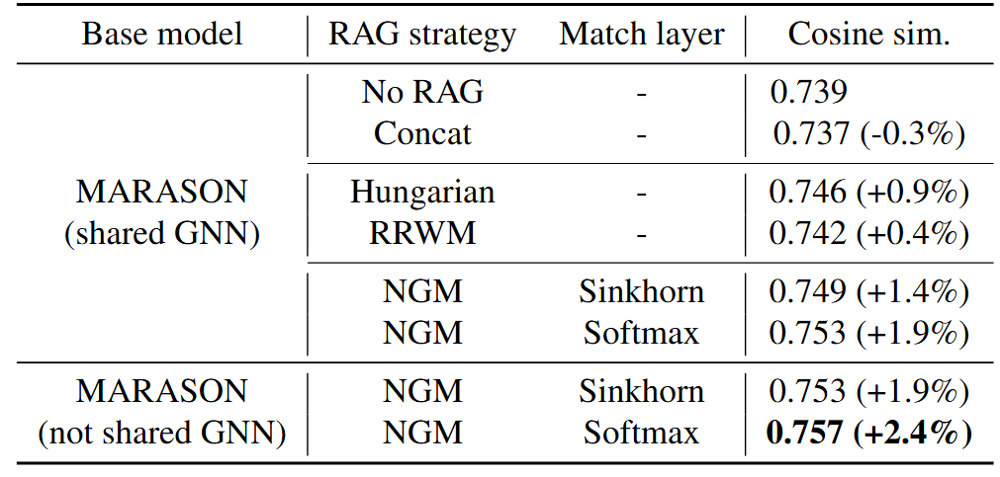 Base model RAG strategy Match layer Cosine sim.
No RAG - 0.739
Concat - 0.737 (-0.3%)
MARASON Hungarian - 0.746 (+0.9%)
(shared GNN) RRWM - 0.742 (+0.4%)
NGM Sinkhorn 0.749 (+1.4%)
NGM Softmax 0.753 (+1.9%)
MARASON NGM Sinkhorn 0.753 (+1.9%)
(not shared GNN) NGM Softmax 0.757 (+2.4%)